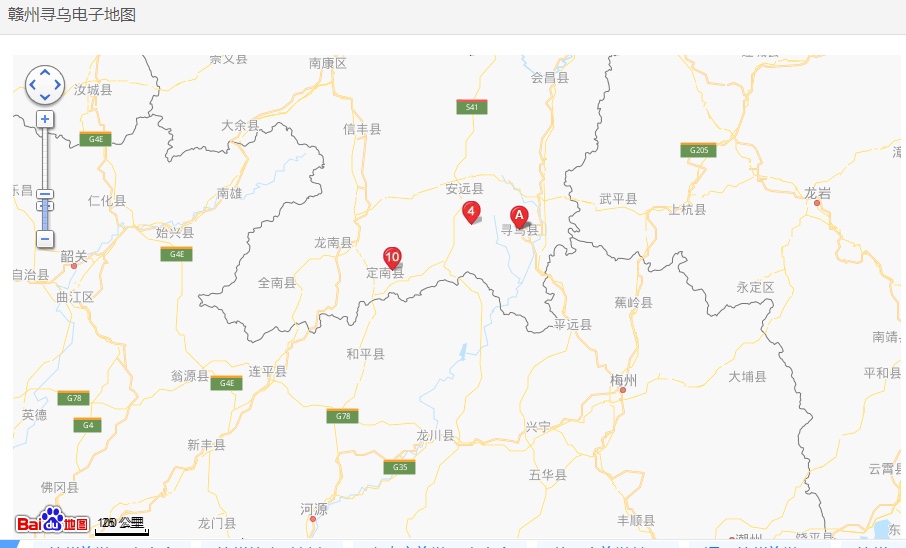 赣州寻乌电子地图
崇义县
南康区
会昌县
汝城县
S41
大余县
信丰县
G4E
G205
乐昌
仁化县
南雄
安远县
武平县
上杭县
龙岩
4
A
始兴县
寻乌县
韶关
G4E
龙南县
10
自治县
全南县
定南县
曲江区
永定区
蕉岭县
平远县
南靖县
和平县
翁源县
连平县
G4E
梅州
大埔县
平和县
G78
英德
G78
G4
新丰县
龙川县
兴宁
G35
五华县
云霄县
佛冈县
河源
龙门县
丰顺县
潮州
饶平县
Bai 地图
公里